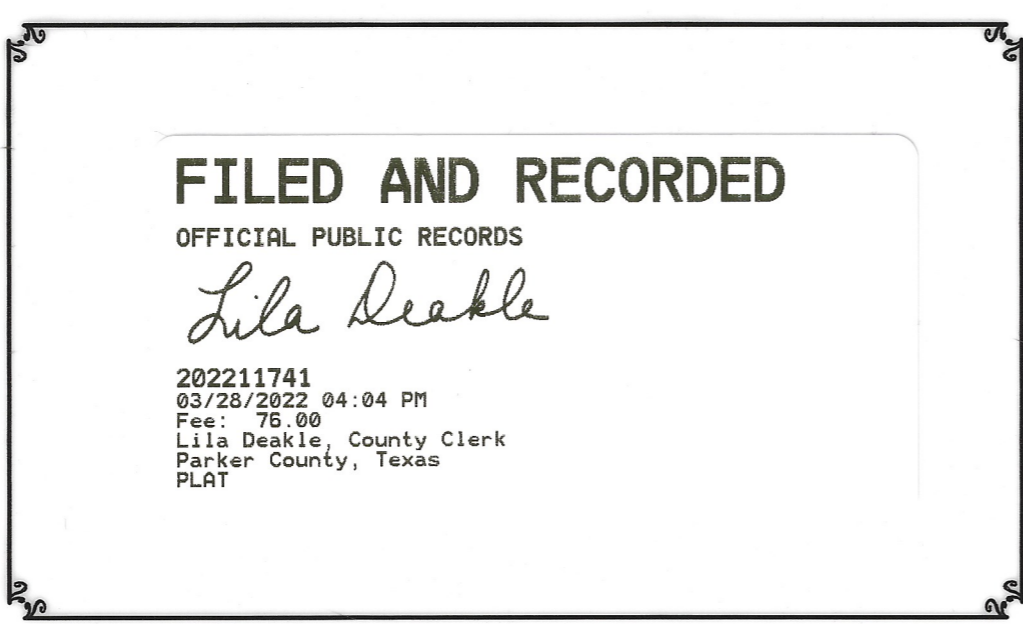 FILED AND RECORDED
OFFICIAL PUBLIC RECORDS
Lila Deakle
202211741
03/28/2022 04:04 PM
Fee: 76.00
Lila Deakle, County Clerk
Parker County, Texas
PLAT